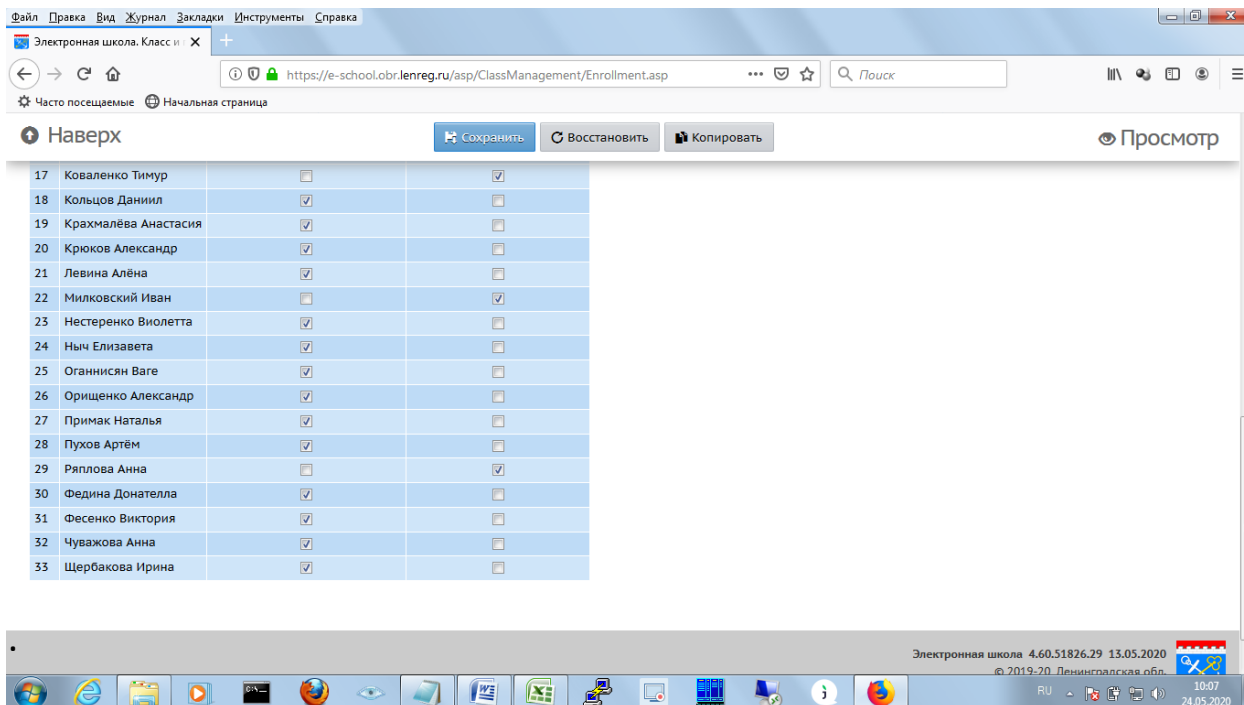 Файл Правка Вид Журнал Закладки Инструменты Справка
Электронная школа. Класс и
https://e-school.obr.lenreg.ru/asp/ClassManagement/Enrollment.asp Поиск
Часто посещаемые Начальная страница
Наверх Сохранить Восстановить Копировать Просмотр
17 Коваленко Тимур
18 Кольцов Даниил
19 Крахмалёва Анастасия
20 Крюков Александр
21 Левина Алёна
22 Милковский Иван
23 Нестеренко Виолетта
24 Ныч Елизавета
25 Оганнисян Ваге
26 Орищенко Александр
27 Примак Наталья
28 Пухов Артём
29 Ряплова Анна
30 Федина Донателла
31 Фесенко Виктория
32 Чуважова Анна
33 Щербакова Ирина
Электронная школа 4.60.51826.29 13.05.2020
© 2019-20 Ленинградская обл.
RU 10:07
24.05.2020